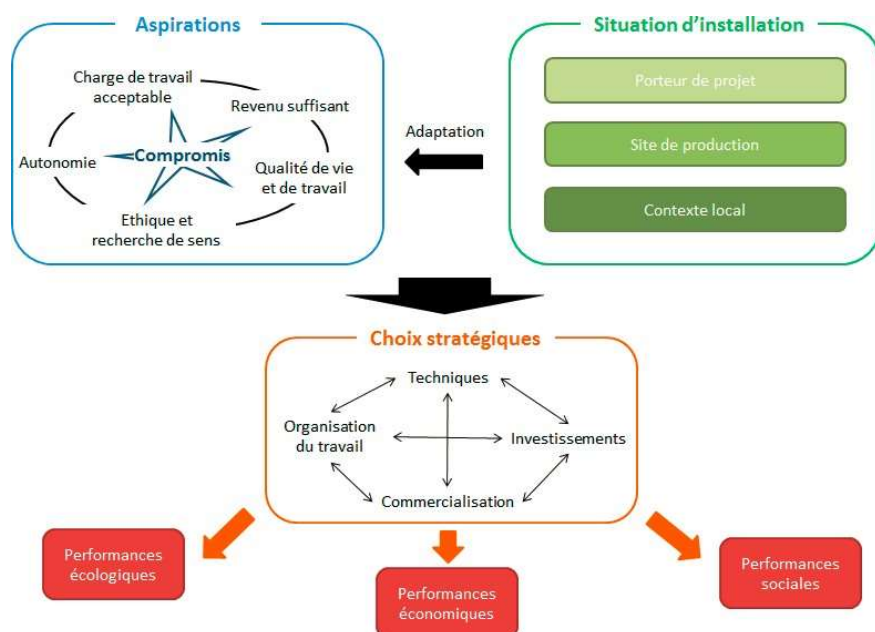 Aspirations
Charge de travail
acceptable
Revenu suffisant
Autonomie
Compromis
Qualité de vie
et de travail
Ethique et
recherche de sens
Adaptation
Situation d'installation
Porteur de projet
Site de production
Contexte local
Choix stratégiques
Techniques
Organisation
du travail
Investissements
Commercialisation
Performances
écologiques
Performances
économiques
Performances
sociales